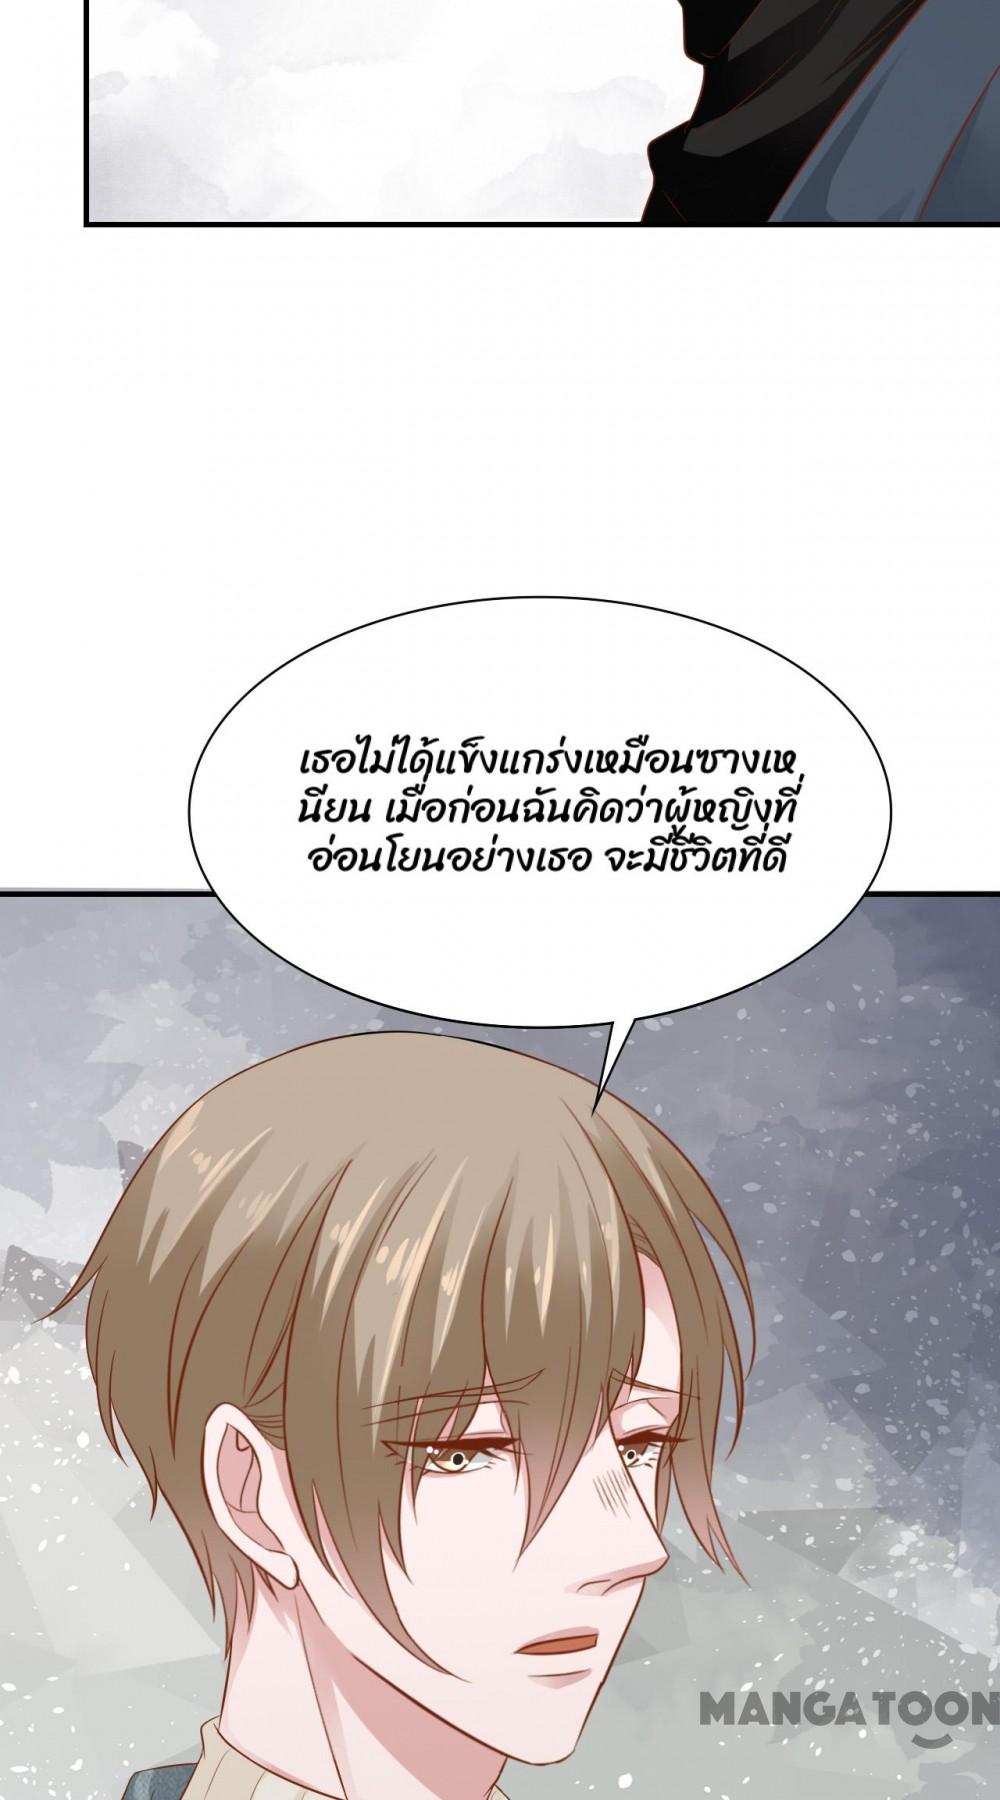 เธอไม่ได้แข็งแกร่งเหมือนซางเห
นียน เมื่อก่อนฉันคิดว่าผู้หญิงที่
อ่อนโยนอย่างเธอ จะมีชีวิตที่ดี
MANGATOON